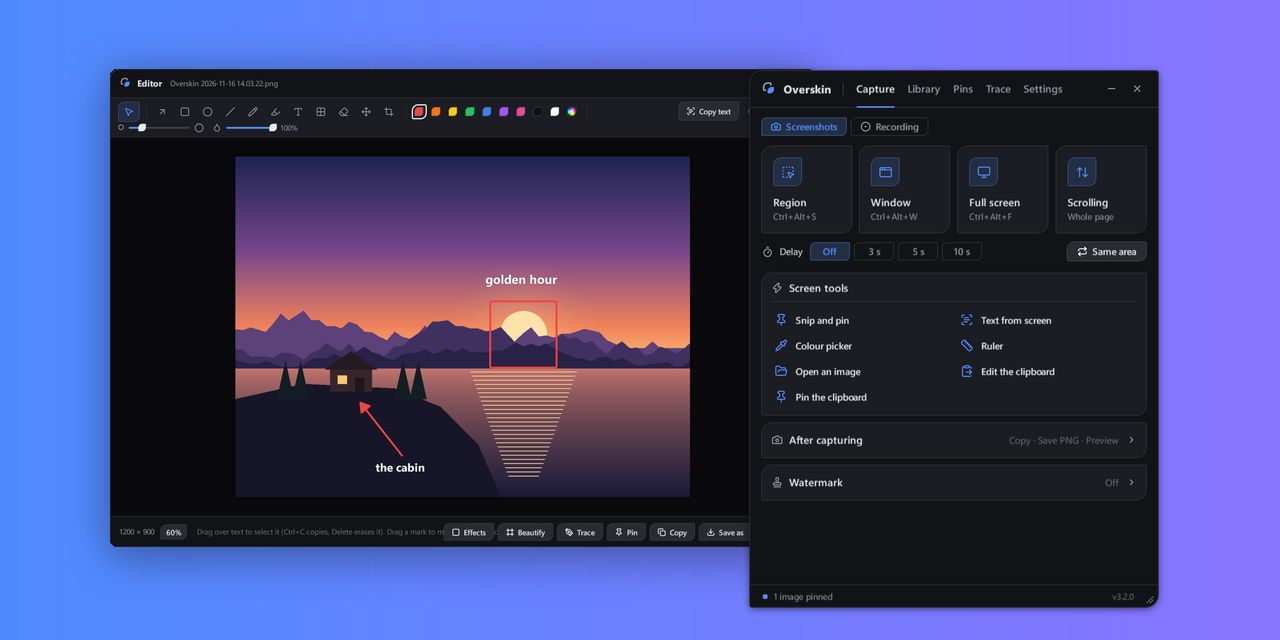 Editor Overskin 2026-11-16 14.03.22.png
Copy text
100%
golden hour
the cabin
1200 × 900 60% Drag over text to select it (Ctrl+C copies, Delete erases it). Drag a mark to m
Effects Beautify Trace Pin Copy Save as
Overskin Capture Library Pins Trace Settings
Screenshots Recording
Region Window Full screen Scrolling
Ctrl+Alt+S Ctrl+Alt+W Ctrl+Alt+F Whole page
Delay Off 3 s 5 s 10 s Same area
Screen tools
Snip and pin Text from screen
Colour picker Ruler
Open an image Edit the clipboard
Pin the clipboard
After capturing Copy · Save PNG · Preview
Watermark Off
1 image pinned v3.2.0